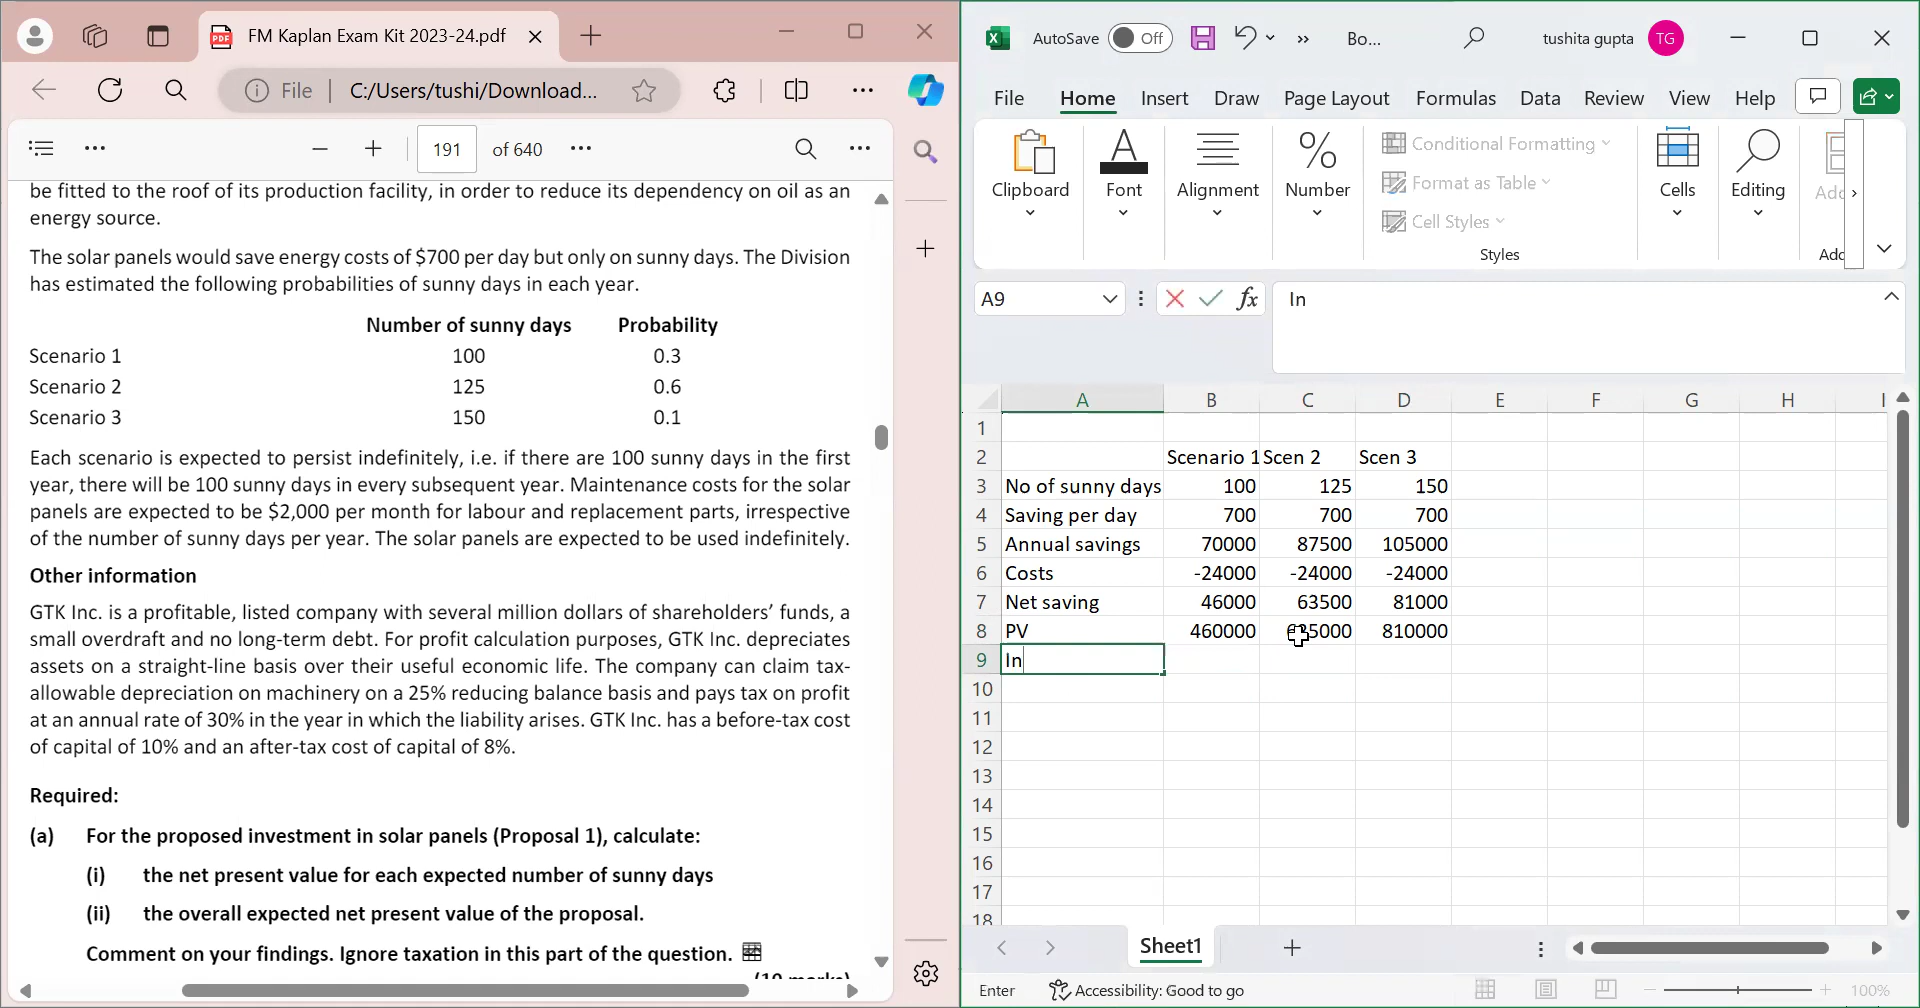 FM Kaplan Exam Kit 2023-24.pdf
File
C:/Users/tushi/Download...
191 of 640
be fitted to the roof of its production facility, in order to reduce its dependency on oil as an
energy source.
The solar panels would save energy costs of $700 per day but only on sunny days. The Division
has estimated the following probabilities of sunny days in each year.
Number of sunny days Probability
Scenario 1 100 0.3
Scenario 2 125 0.6
Scenario 3 150 0.1
Each scenario is expected to persist indefinitely, i.e. if there are 100 sunny days in the first
year, there will be 100 sunny days in every subsequent year. Maintenance costs for the solar
panels are expected to be $2,000 per month for labour and replacement parts, irrespective
of the number of sunny days per year. The solar panels are expected to be used indefinitely.
Other information
GTK Inc. is a profitable, listed company with several million dollars of shareholders' funds, a
small overdraft and no long-term debt. For profit calculation purposes, GTK Inc. depreciates
assets on a straight-line basis over their useful economic life. The company can claim tax-
allowable depreciation on machinery on a 25% reducing balance basis and pays tax on profit
at an annual rate of 30% in the year in which the liability arises. GTK Inc. has a before-tax cost
of capital of 10% and an after-tax cost of capital of 8%.
Required:
(a) For the proposed investment in solar panels (Proposal 1), calculate:
(i) the net present value for each expected number of sunny days
(ii) the overall expected net present value of the proposal.
Comment on your findings. Ignore taxation in this part of the question.
AutoSave Off Bo... tushita gupta TG
File Home Insert Draw Page Layout Formulas Data Review View Help
Clipboard Font Alignment Number
Conditional Formatting
Format as Table
Cell Styles
Styles
Cells Editing
A9 fx In
A B C D E F G H I
1
2 Scenario 1 Scen 2 Scen 3
3 No of sunny days 100 125 150
4 Saving per day 700 700 700
5 Annual savings 70000 87500 105000
6 Costs -24000 -24000 -24000
7 Net saving 46000 63500 81000
8 PV 460000 810000
9 In
10
11
12
13
14
15
16
17
18
Sheet1
Enter Accessibility: Good to go 100%